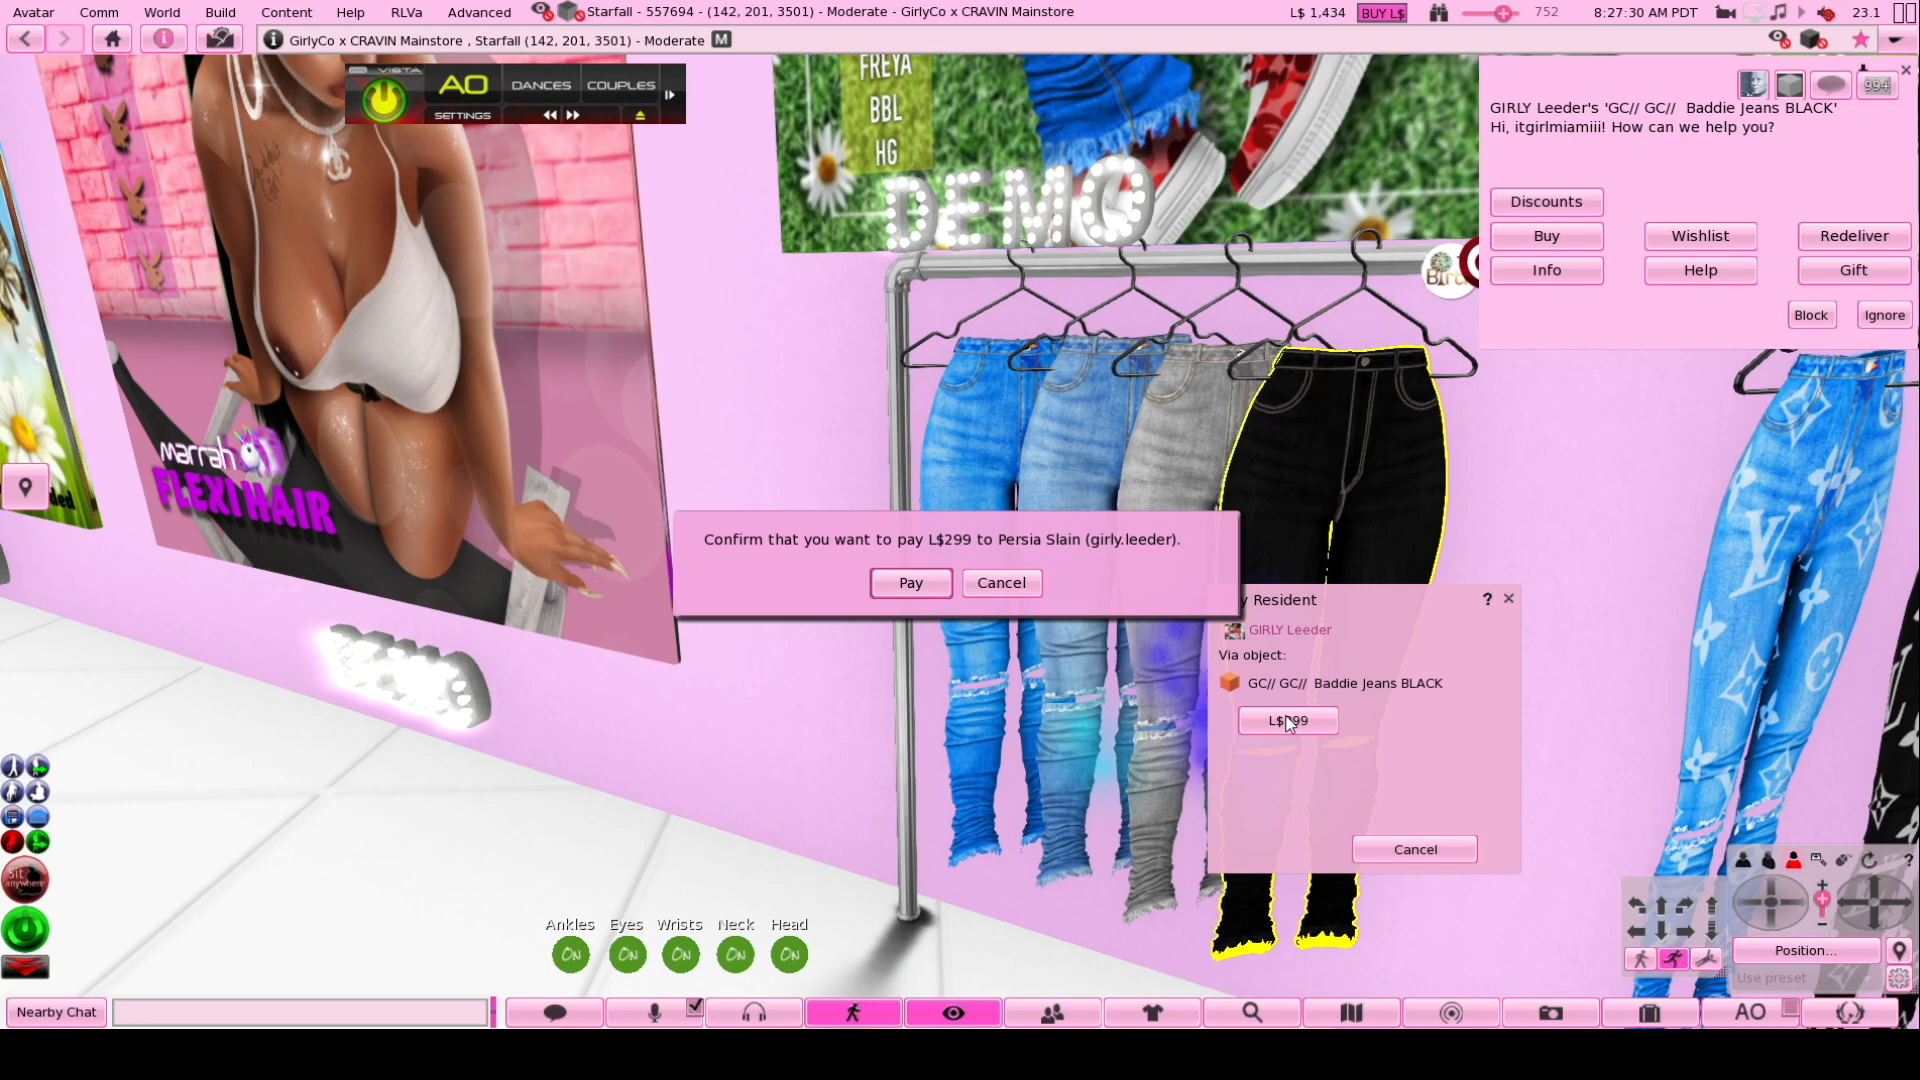 Avatar Comm World Build Content Help RLVa Advanced Starfall - 557694 - (142, 201, 3501) - Moderate - GirlyCo x CRAVIN Mainstore L$ 1,434 BUY L$ 752 8:27:30 AM PDT 23.1
GirlyCo x CRAVIN Mainstore , Starfall (142, 201, 3501) - Moderate M
VISTA
AO DANCES COUPLES
SETTINGS
FREYA
BBL
HG
DEMO
999+
GIRLY Leeder's 'GC// GC//  Baddie Jeans BLACK'
Hi, itgirlmiamiii! How can we help you?
Discounts
Buy Wishlist Redeliver
Info Help Gift
Block Ignore
marrah
FLEXI HAIR
Confirm that you want to pay L$299 to Persia Slain (girly.leeder).
Pay Cancel
Resident ?
GIRLY Leeder
Via object:
GC// GC//  Baddie Jeans BLACK
Cancel
Sit anywhere
Ankles Eyes Wrists Neck Head
ON ON ON ON ON
?
Position...
Use preset
Nearby Chat
AO